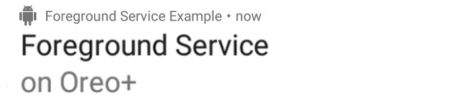 Foreground Service Example • now
Foreground Service
on Oreo+